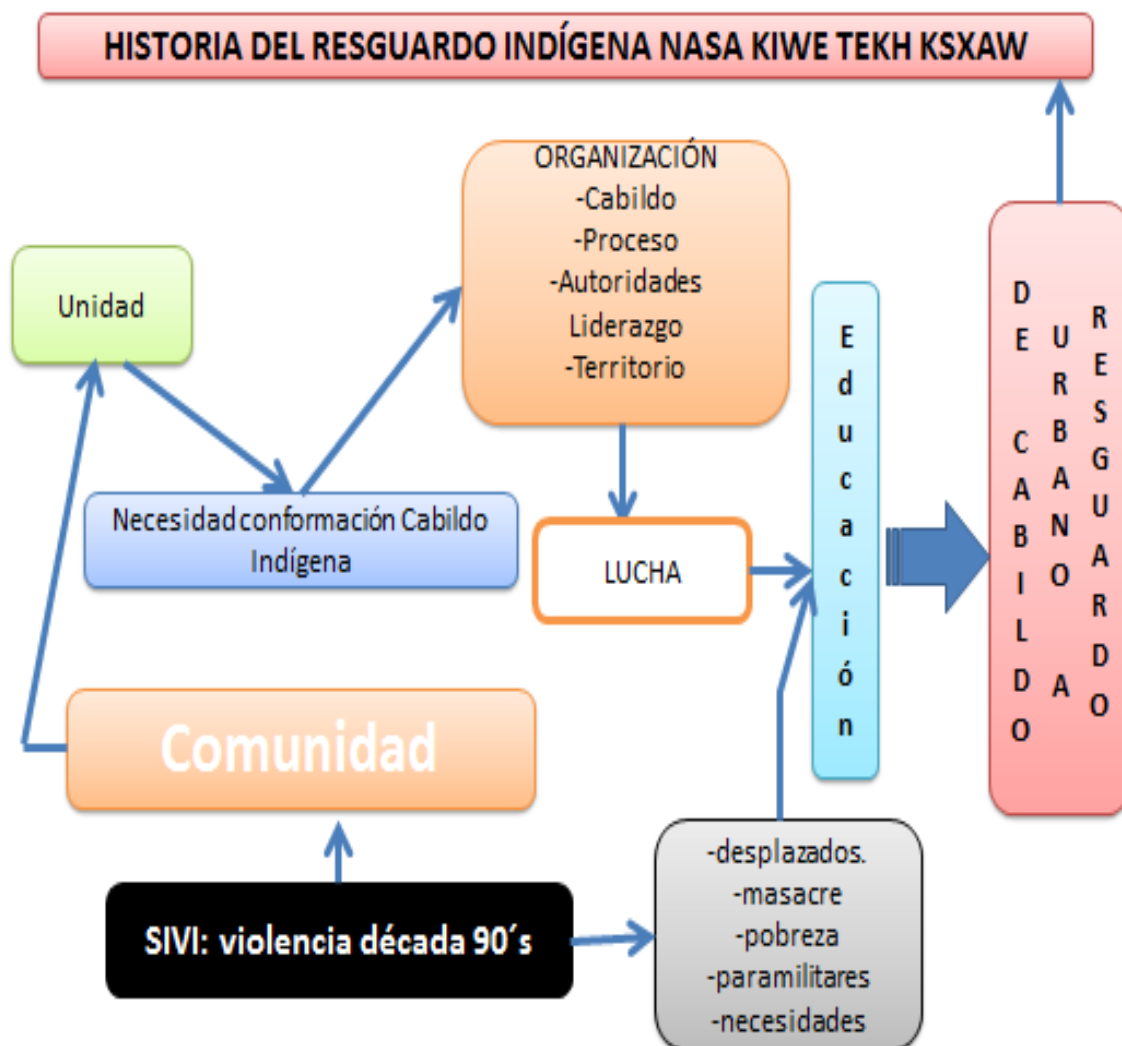 HISTORIA DEL RESGUARDO INDÍGENA NASA KIWE TEKH KSXAW
ORGANIZACIÓN
-Cabildo
-Proceso
-Autoridades
Liderazgo
-Territorio
Unidad
Necesidad conformación Cabildo
Indígena
LUCHA
Educación
DE CABILDO
URBANO A
RESGUARDO
Comunidad
SIVI: violencia década 90´s
-desplazados.
-masacre
-pobreza
-paramilitares
-necesidades